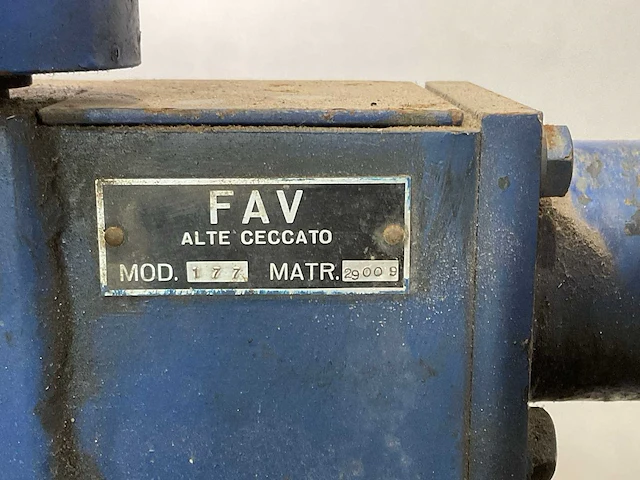 FAV
ALTE CECCATO
MOD. 177 MATR. 29009